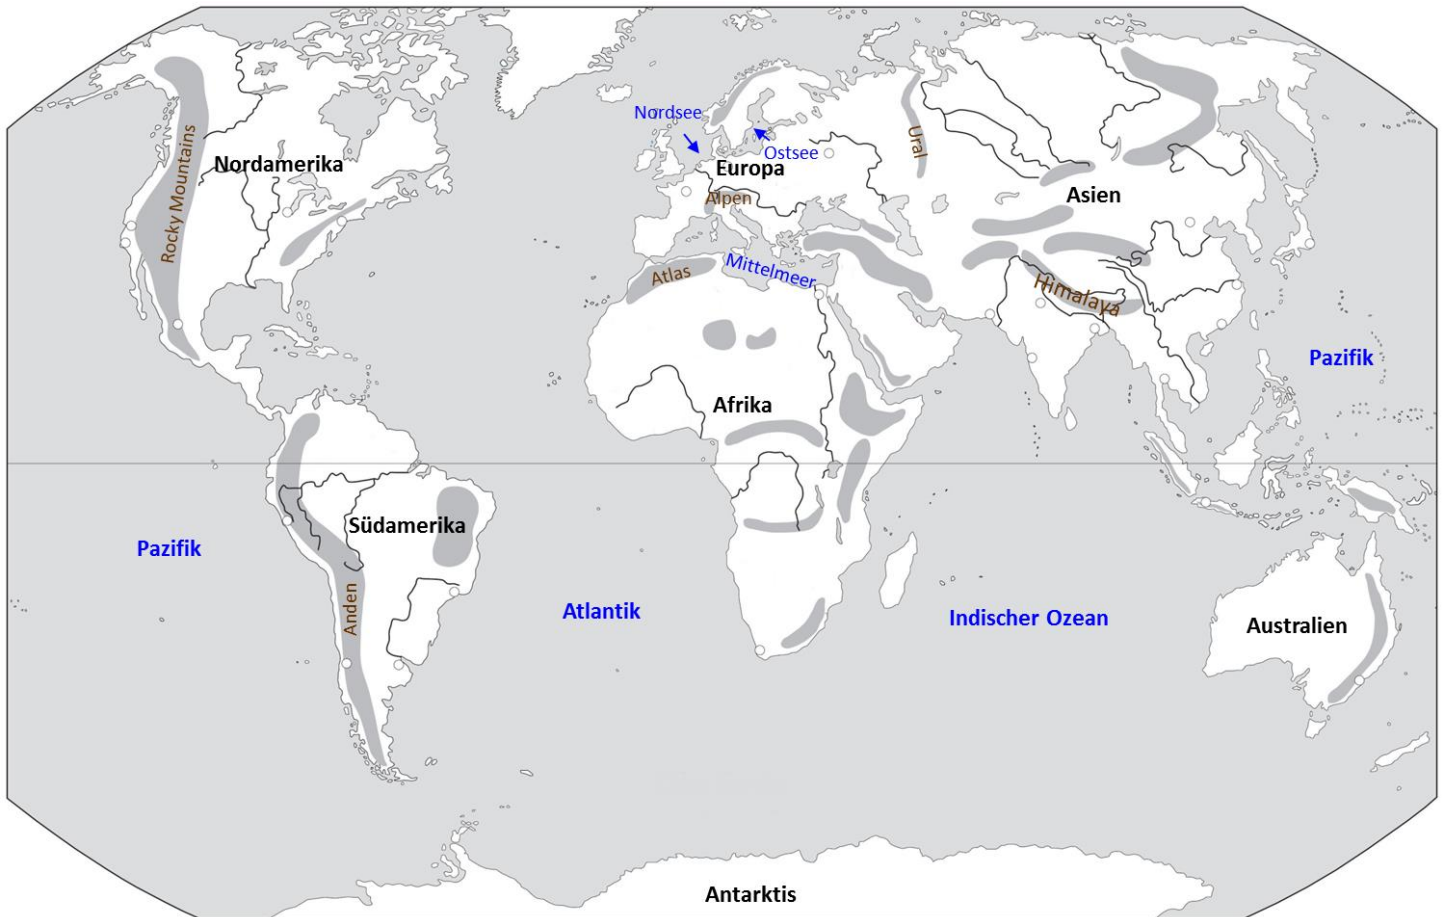 Nordsee
Ostsee
Nordamerika
Europa
Ural
Rocky Mountains
Alpen
Asien
Atlas
Mittelmeer
Himalaya
Pazifik
Afrika
Südamerika
Pazifik
Anden
Atlantik
Indischer Ozean
Australien
Antarktis